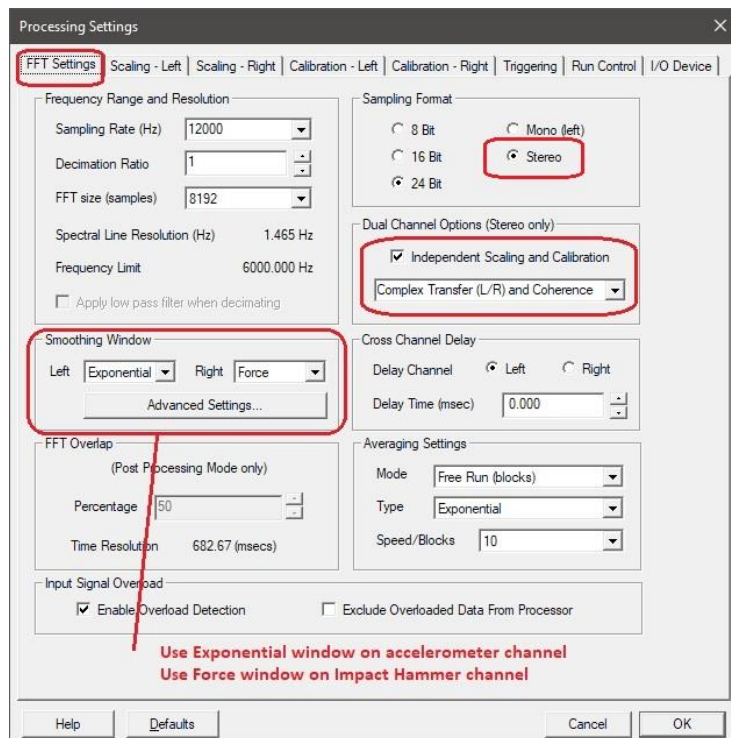 Processing Settings
FFT Settings Scaling - Left Scaling - Right Calibration - Left Calibration - Right Triggering Run Control I/O Device
Frequency Range and Resolution
Sampling Rate (Hz) 12000
Decimation Ratio 1
FFT size (samples) 8192
Spectral Line Resolution (Hz) 1.465 Hz
Frequency Limit 6000.000 Hz
Apply low pass filter when decimating
Sampling Format
8 Bit Mono (left)
16 Bit Stereo
24 Bit
Dual Channel Options (Stereo only)
Independent Scaling and Calibration
Complex Transfer (L/R) and Coherence
Smoothing Window
Left Exponential Right Force
Advanced Settings...
Cross Channel Delay
Delay Channel Left Right
Delay Time (msec) 0.000
FFT Overlap
(Post Processing Mode only)
Percentage 50
Time Resolution 682.67 (msecs)
Averaging Settings
Mode Free Run (blocks)
Type Exponential
Speed/Blocks 10
Input Signal Overload
Enable Overload Detection Exclude Overloaded Data From Processor
Use Exponential window on accelerometer channel
Use Force window on Impact Hammer channel
Help Defaults Cancel OK